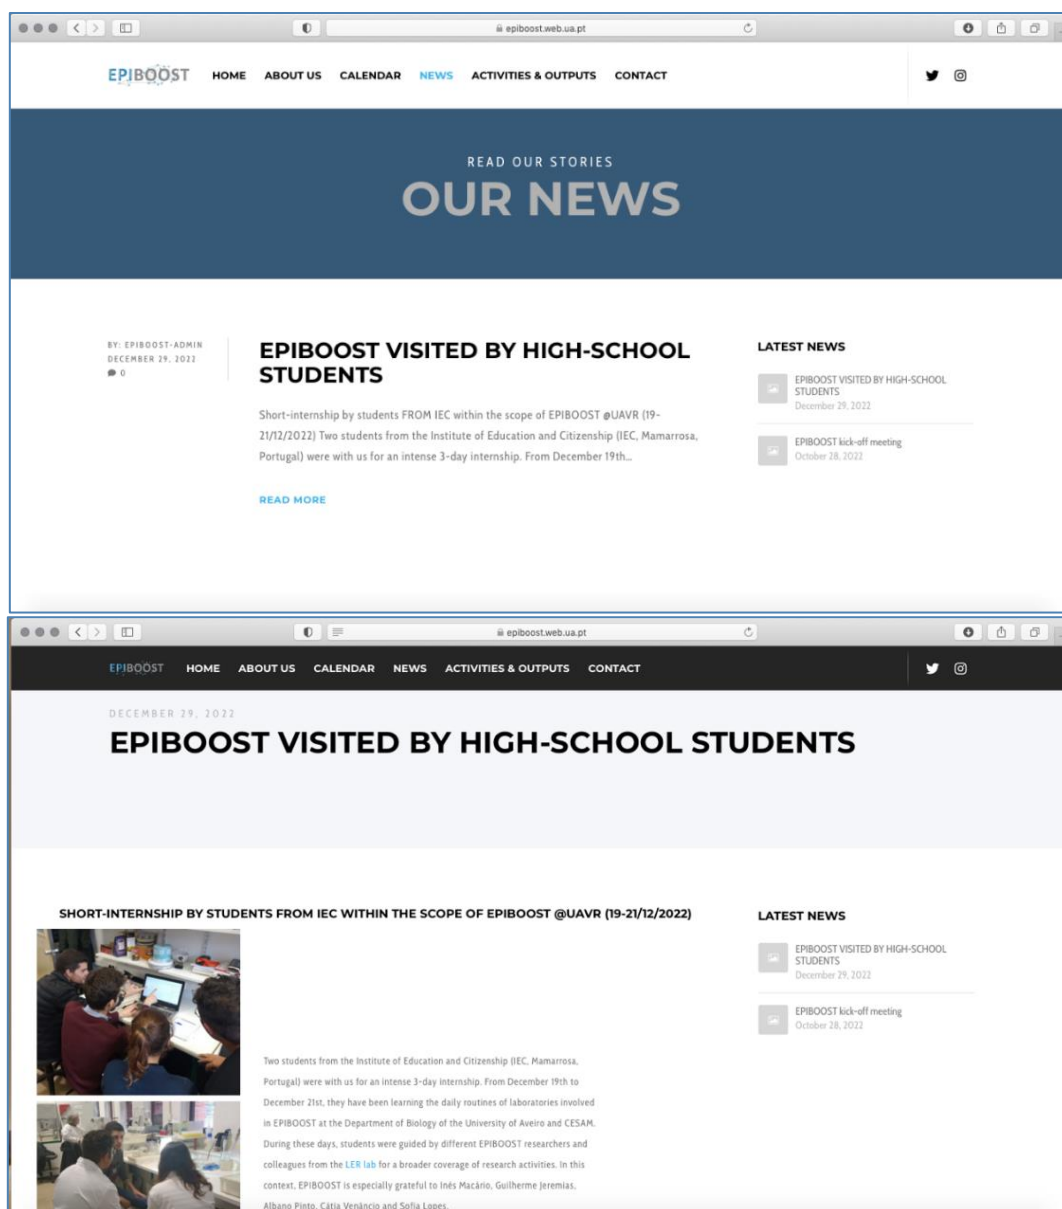 epiboost.web.ua.pt
EPIBOOST HOME ABOUT US CALENDAR NEWS ACTIVITIES & OUTPUTS CONTACT
READ OUR STORIES
OUR NEWS
BY: EPIBOOST-ADMIN
DECEMBER 29, 2022
0
EPIBOOST VISITED BY HIGH-SCHOOL
STUDENTS
Short-internship by students FROM IEC within the scope of EPIBOOST @UAVR (19-
21/12/2022) Two students from the Institute of Education and Citizenship (IEC, Mamarrosa,
Portugal) were with us for an intense 3-day internship. From December 19th...
READ MORE
LATEST NEWS
EPIBOOST VISITED BY HIGH-SCHOOL
STUDENTS
December 29, 2022
EPIBOOST kick-off meeting
October 28, 2022
epiboost.web.ua.pt
EPIBOOST HOME ABOUT US CALENDAR NEWS ACTIVITIES & OUTPUTS CONTACT
DECEMBER 29, 2022
EPIBOOST VISITED BY HIGH-SCHOOL STUDENTS
SHORT-INTERNSHIP BY STUDENTS FROM IEC WITHIN THE SCOPE OF EPIBOOST @UAVR (19-21/12/2022)
Two students from the Institute of Education and Citizenship (IEC, Mamarrosa,
Portugal) were with us for an intense 3-day internship. From December 19th to
December 21st, they have been learning the daily routines of laboratories involved
in EPIBOOST at the Department of Biology of the University of Aveiro and CESAM.
During these days, students were guided by different EPIBOOST researchers and
colleagues from the LER lab for a broader coverage of research activities. In this
context, EPIBOOST is especially grateful to Inês Macário, Guilherme Jeremias,
Albano Pinto, Cátia Venâncio and Sofia Lopes.
LATEST NEWS
EPIBOOST VISITED BY HIGH-SCHOOL
STUDENTS
December 29, 2022
EPIBOOST kick-off meeting
October 28, 2022